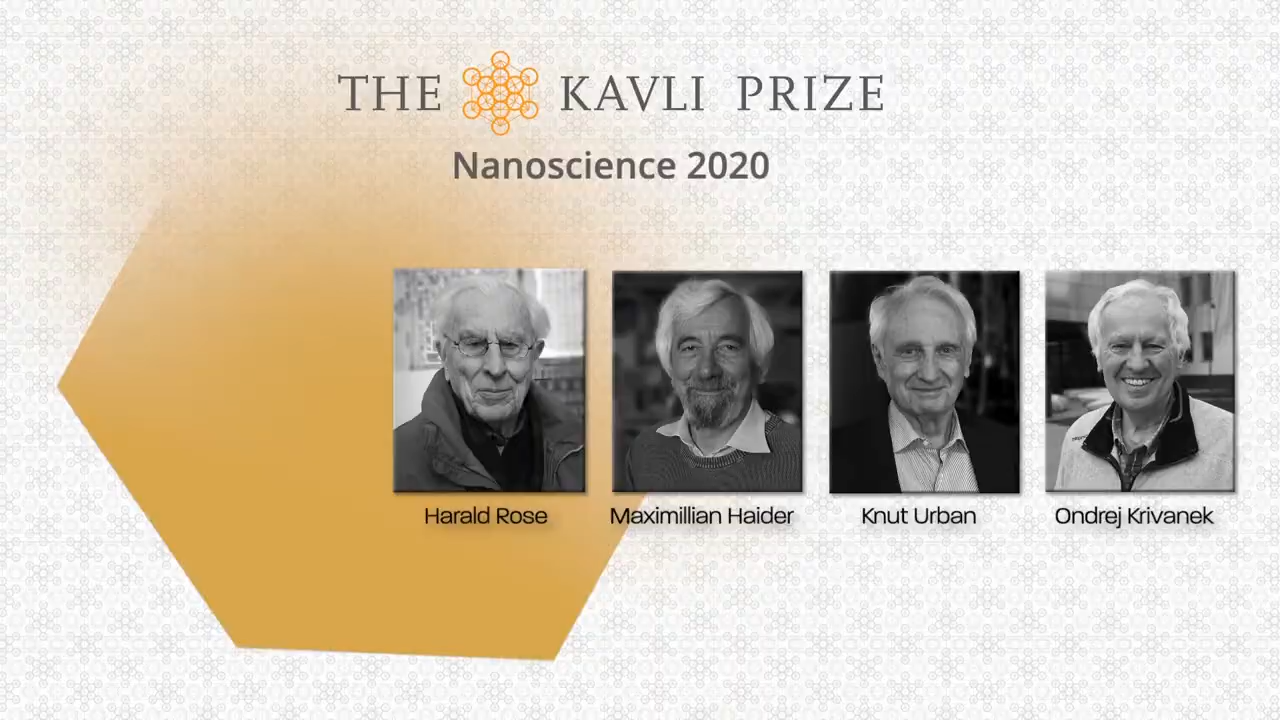 THE KAVLI PRIZE
Nanoscience 2020
Harald Rose
Maximillian Haider
Knut Urban
Ondrej Krivanek